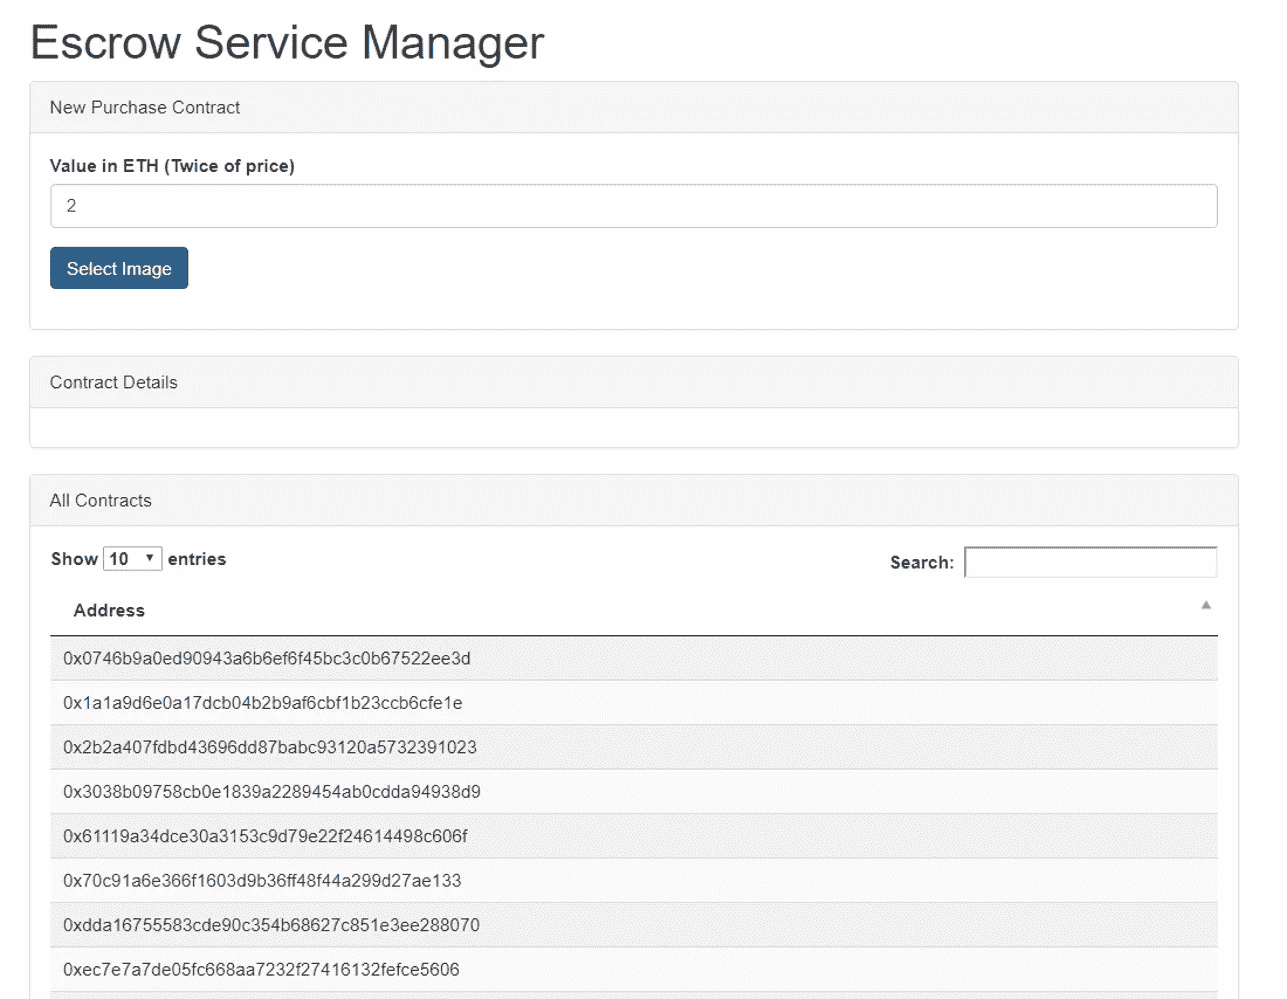 Escrow Service Manager
New Purchase Contract
Value in ETH (Twice of price)
2
Select Image
Contract Details
All Contracts
Show 10 entries
Search:
Address
0x0746b9a0ed90943a6b6ef6f45bc3c0b67522ee3d
0x1a1a9d6e0a17dcb04b2b9af6cbf1b23ccb6cfe1e
0x2b2a407fdbd43696dd87babc93120a5732391023
0x3038b09758cb0e1839a2289454ab0cdda94938d9
0x61119a34dce30a3153c9d79e22f24614498c606f
0x70c91a6e366f1603d9b36ff48f44a299d27ae133
0xdda16755583cde90c354b68627c851e3ee288070
0xec7e7a7de05fc668aa7232f27416132fefce5606